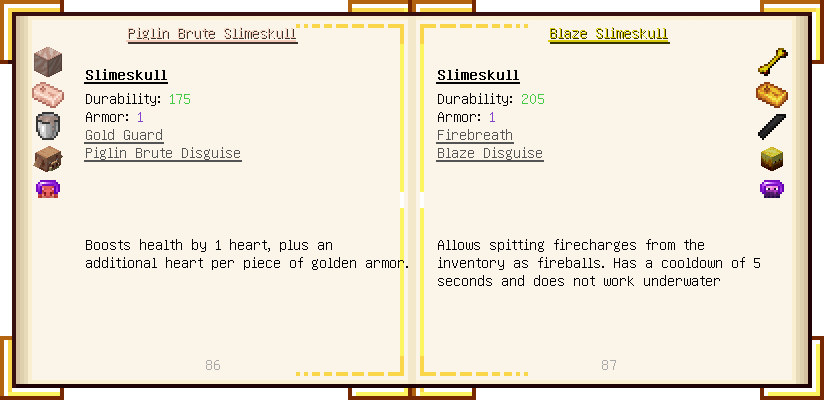 Piglin Brute Slimeskull
Slimeskull
Durability: 175
Armor: 1
Gold Guard
Piglin Brute Disguise
Boosts health by 1 heart, plus an
additional heart per piece of golden armor.
86
Blaze Slimeskull
Slimeskull
Durability: 205
Armor: 1
Firebreath
Blaze Disguise
Allows spitting firecharges from the
inventory as fireballs. Has a cooldown of 5
seconds and does not work underwater
87